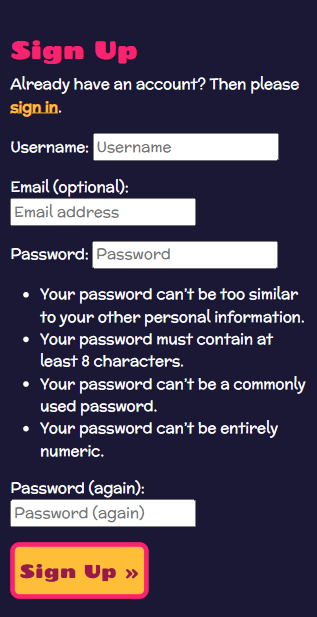 Sign Up
Already have an account? Then please
sign in.
Username: Username
Email (optional):
Email address
Password: Password
• Your password can't be too similar
to your other personal information.
• Your password must contain at
least 8 characters.
• Your password can't be a commonly
used password.
• Your password can't be entirely
numeric.
Password (again):
Password (again)
Sign Up »